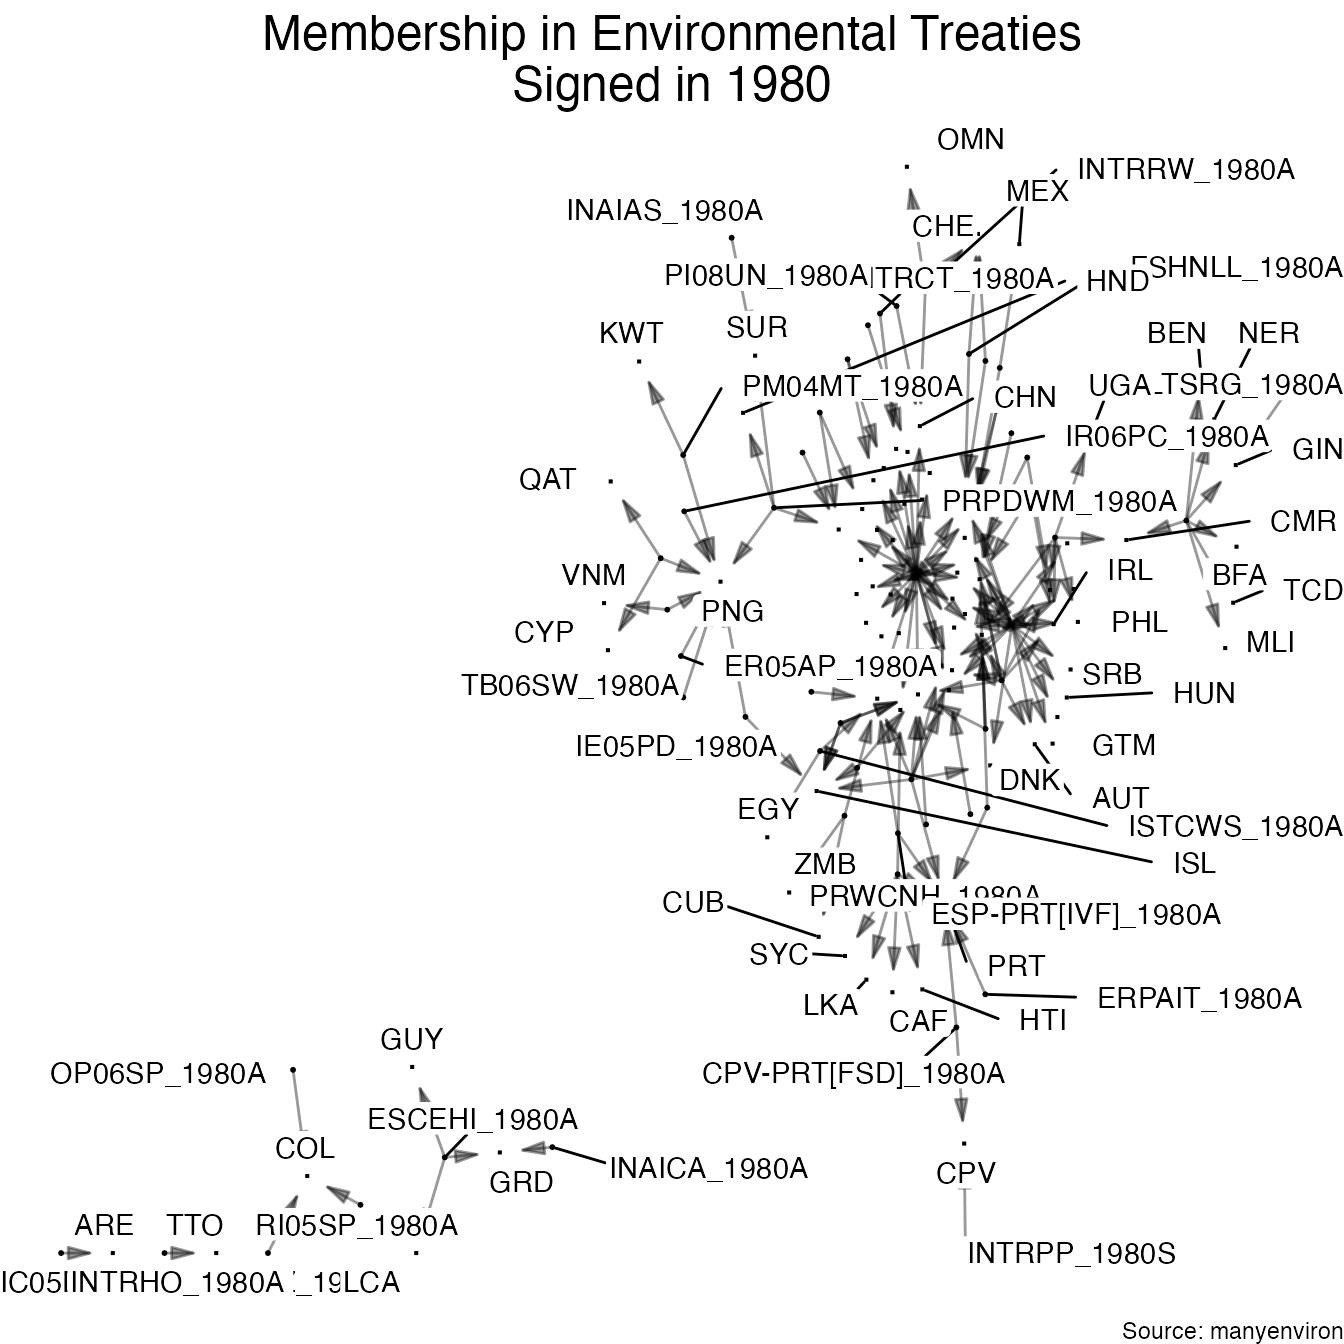 Membership in Environmental Treaties
Signed in 1980
OMN
INTRRW_1980A
MEX
INAIAS_1980A
CHE
PI08UN_1980A
TRCT_1980A
HND
SHNLL_1980A
KWT
SUR
BEN
NER
PM04MT_1980A
CHN
UGA
TSRG_1980A
IR06PC_1980A
GIN
QAT
PRPDWM_1980A
CMR
VNM
IRL
BFA
TCD
PNG
CYP
PHL
MLI
ER05AP_1980A
SRB
TB06SW_1980A
HUN
IE05PD_1980A
GTM
DNK
EGY
AUT
ISTCWS_1980A
ZMB
ISL
CUB
PRWCNH_1980A
ESP-PRT[IVF]_1980A
SYC
PRT
LKA
ERPAIT_1980A
CAF
HTI
GUY
OP06SP_1980A
CPV-PRT[FSD]_1980A
ESCEHI_1980A
COL
INAICA_1980A
GRD
CPV
ARE
TTO
RI05SP_1980A
INTRPP_1980S
IC05
INTRHO_1980A
LCA
Source: manyenviron